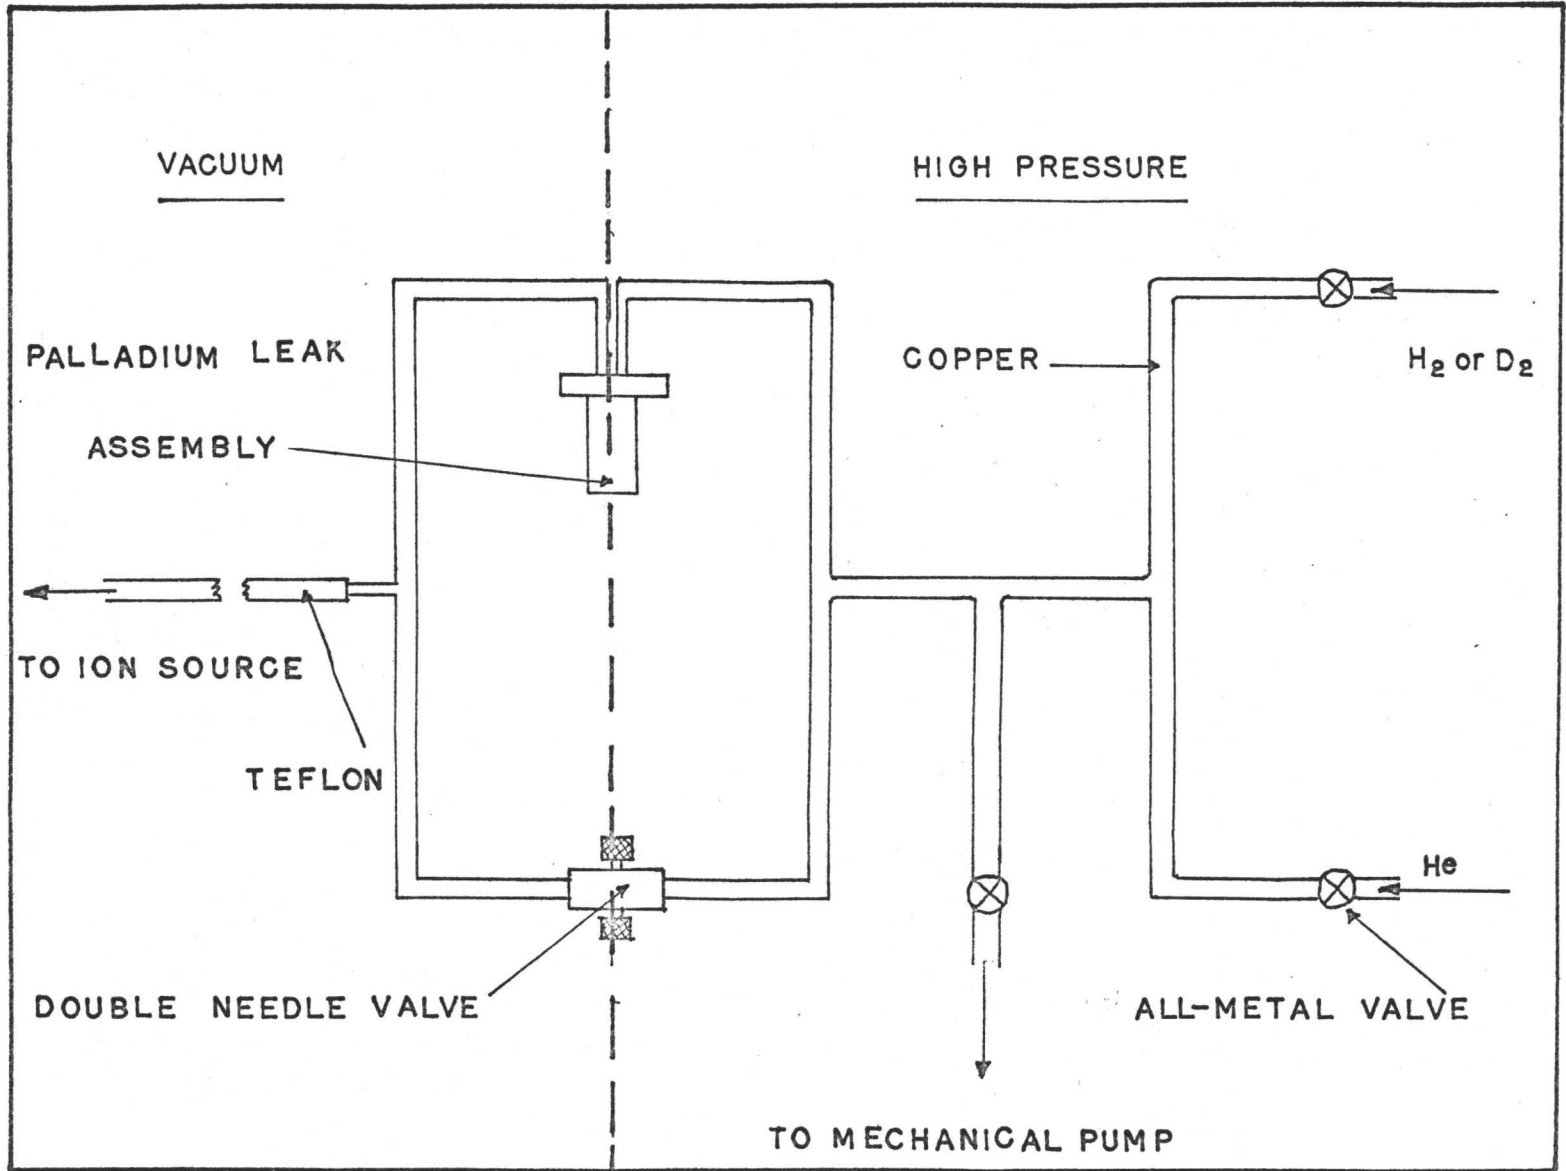 VACUUM
HIGH PRESSURE
PALLADIUM LEAK
ASSEMBLY
COPPER
H₂ or D₂
TO ION SOURCE
TEFLON
He
DOUBLE NEEDLE VALVE
ALL-METAL VALVE
TO MECHANICAL PUMP